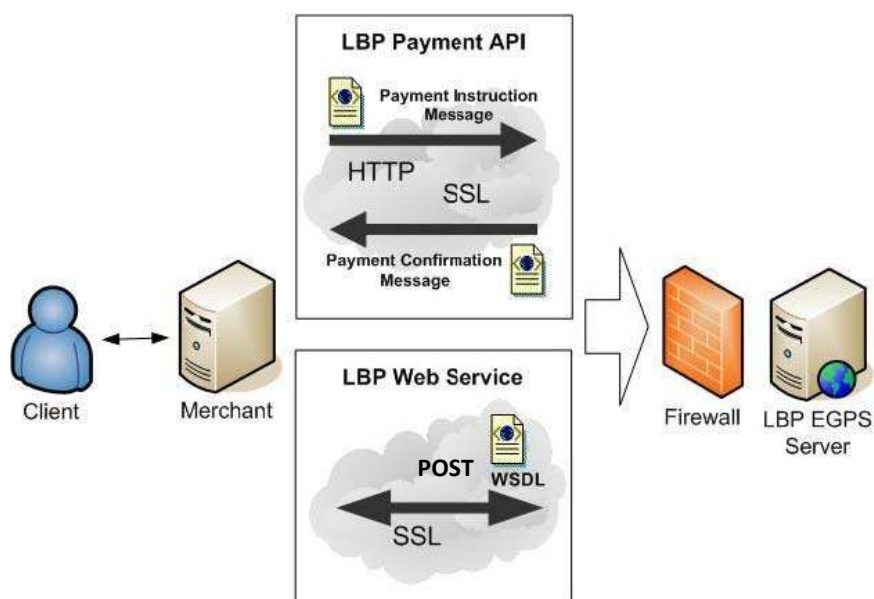 LBP Payment API
Payment Instruction
Message
HTTP
SSL
Payment Confirmation
Message
Client
Merchant
LBP Web Service
POST
WSDL
SSL
Firewall
LBP EGPS
Server